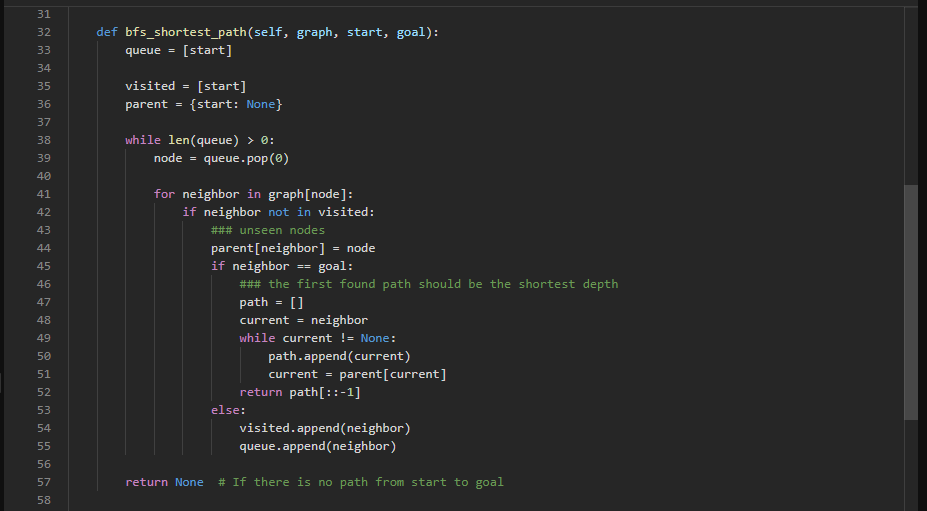 31
32 def bfs_shortest_path(self, graph, start, goal):
33 queue = [start]
34
35 visited = [start]
36 parent = {start: None}
37
38 while len(queue) > 0:
39 node = queue.pop(0)
40
41 for neighbor in graph[node]:
42 if neighbor not in visited:
43 ### unseen nodes
44 parent[neighbor] = node
45 if neighbor == goal:
46 ### the first found path should be the shortest depth
47 path = []
48 current = neighbor
49 while current != None:
50 path.append(current)
51 current = parent[current]
52 return path[::-1]
53 else:
54 visited.append(neighbor)
55 queue.append(neighbor)
56
57 return None # If there is no path from start to goal
58